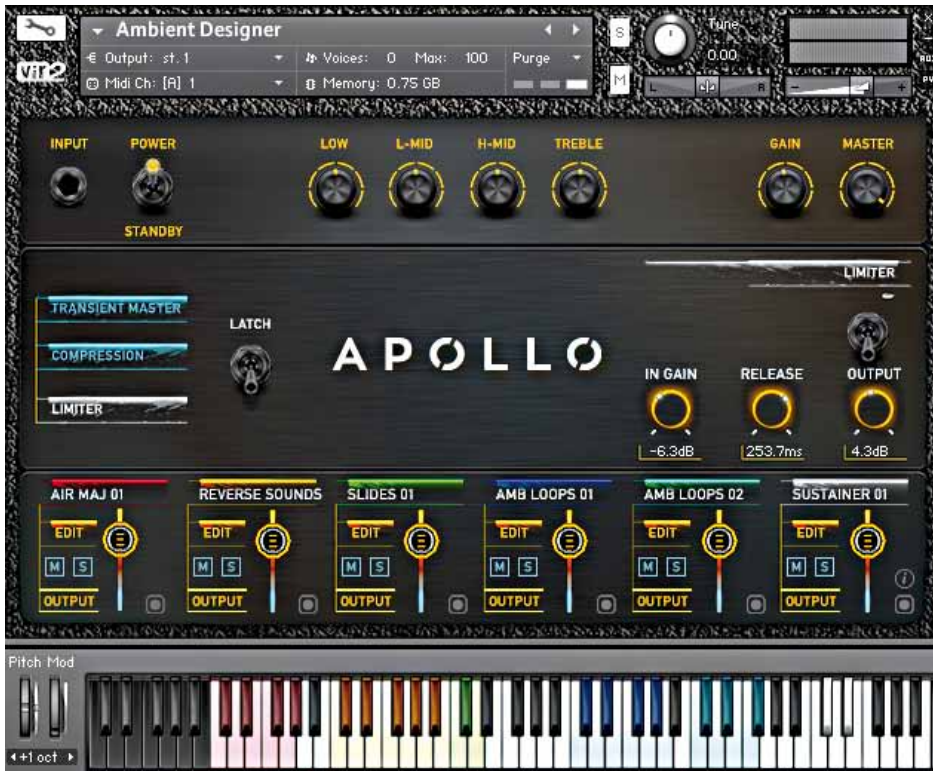 Ambient Designer
Output: st. 1
Voices: 0 Max: 100
Purge
Midi Ch: [A] 1
Memory: 0.75 GB
S
M
Tune
0.00
L
R
-
+
Vir2
INPUT
POWER
LOW
L-MID
H-MID
TREBLE
GAIN
MASTER
STANDBY
LIMITER
TRANSIENT MASTER
COMPRESSION
LIMITER
LATCH
APOLLO
IN GAIN
RELEASE
OUTPUT
-6.3dB
253.7ms
4.3dB
AIR MAJ 01
REVERSE SOUNDS
SLIDES 01
AMB LOOPS 01
AMB LOOPS 02
SUSTAINER 01
EDIT
EDIT
EDIT
EDIT
EDIT
EDIT
M S
M S
M S
M S
M S
M S
i
OUTPUT
OUTPUT
OUTPUT
OUTPUT
OUTPUT
OUTPUT
Pitch Mod
+1 oct